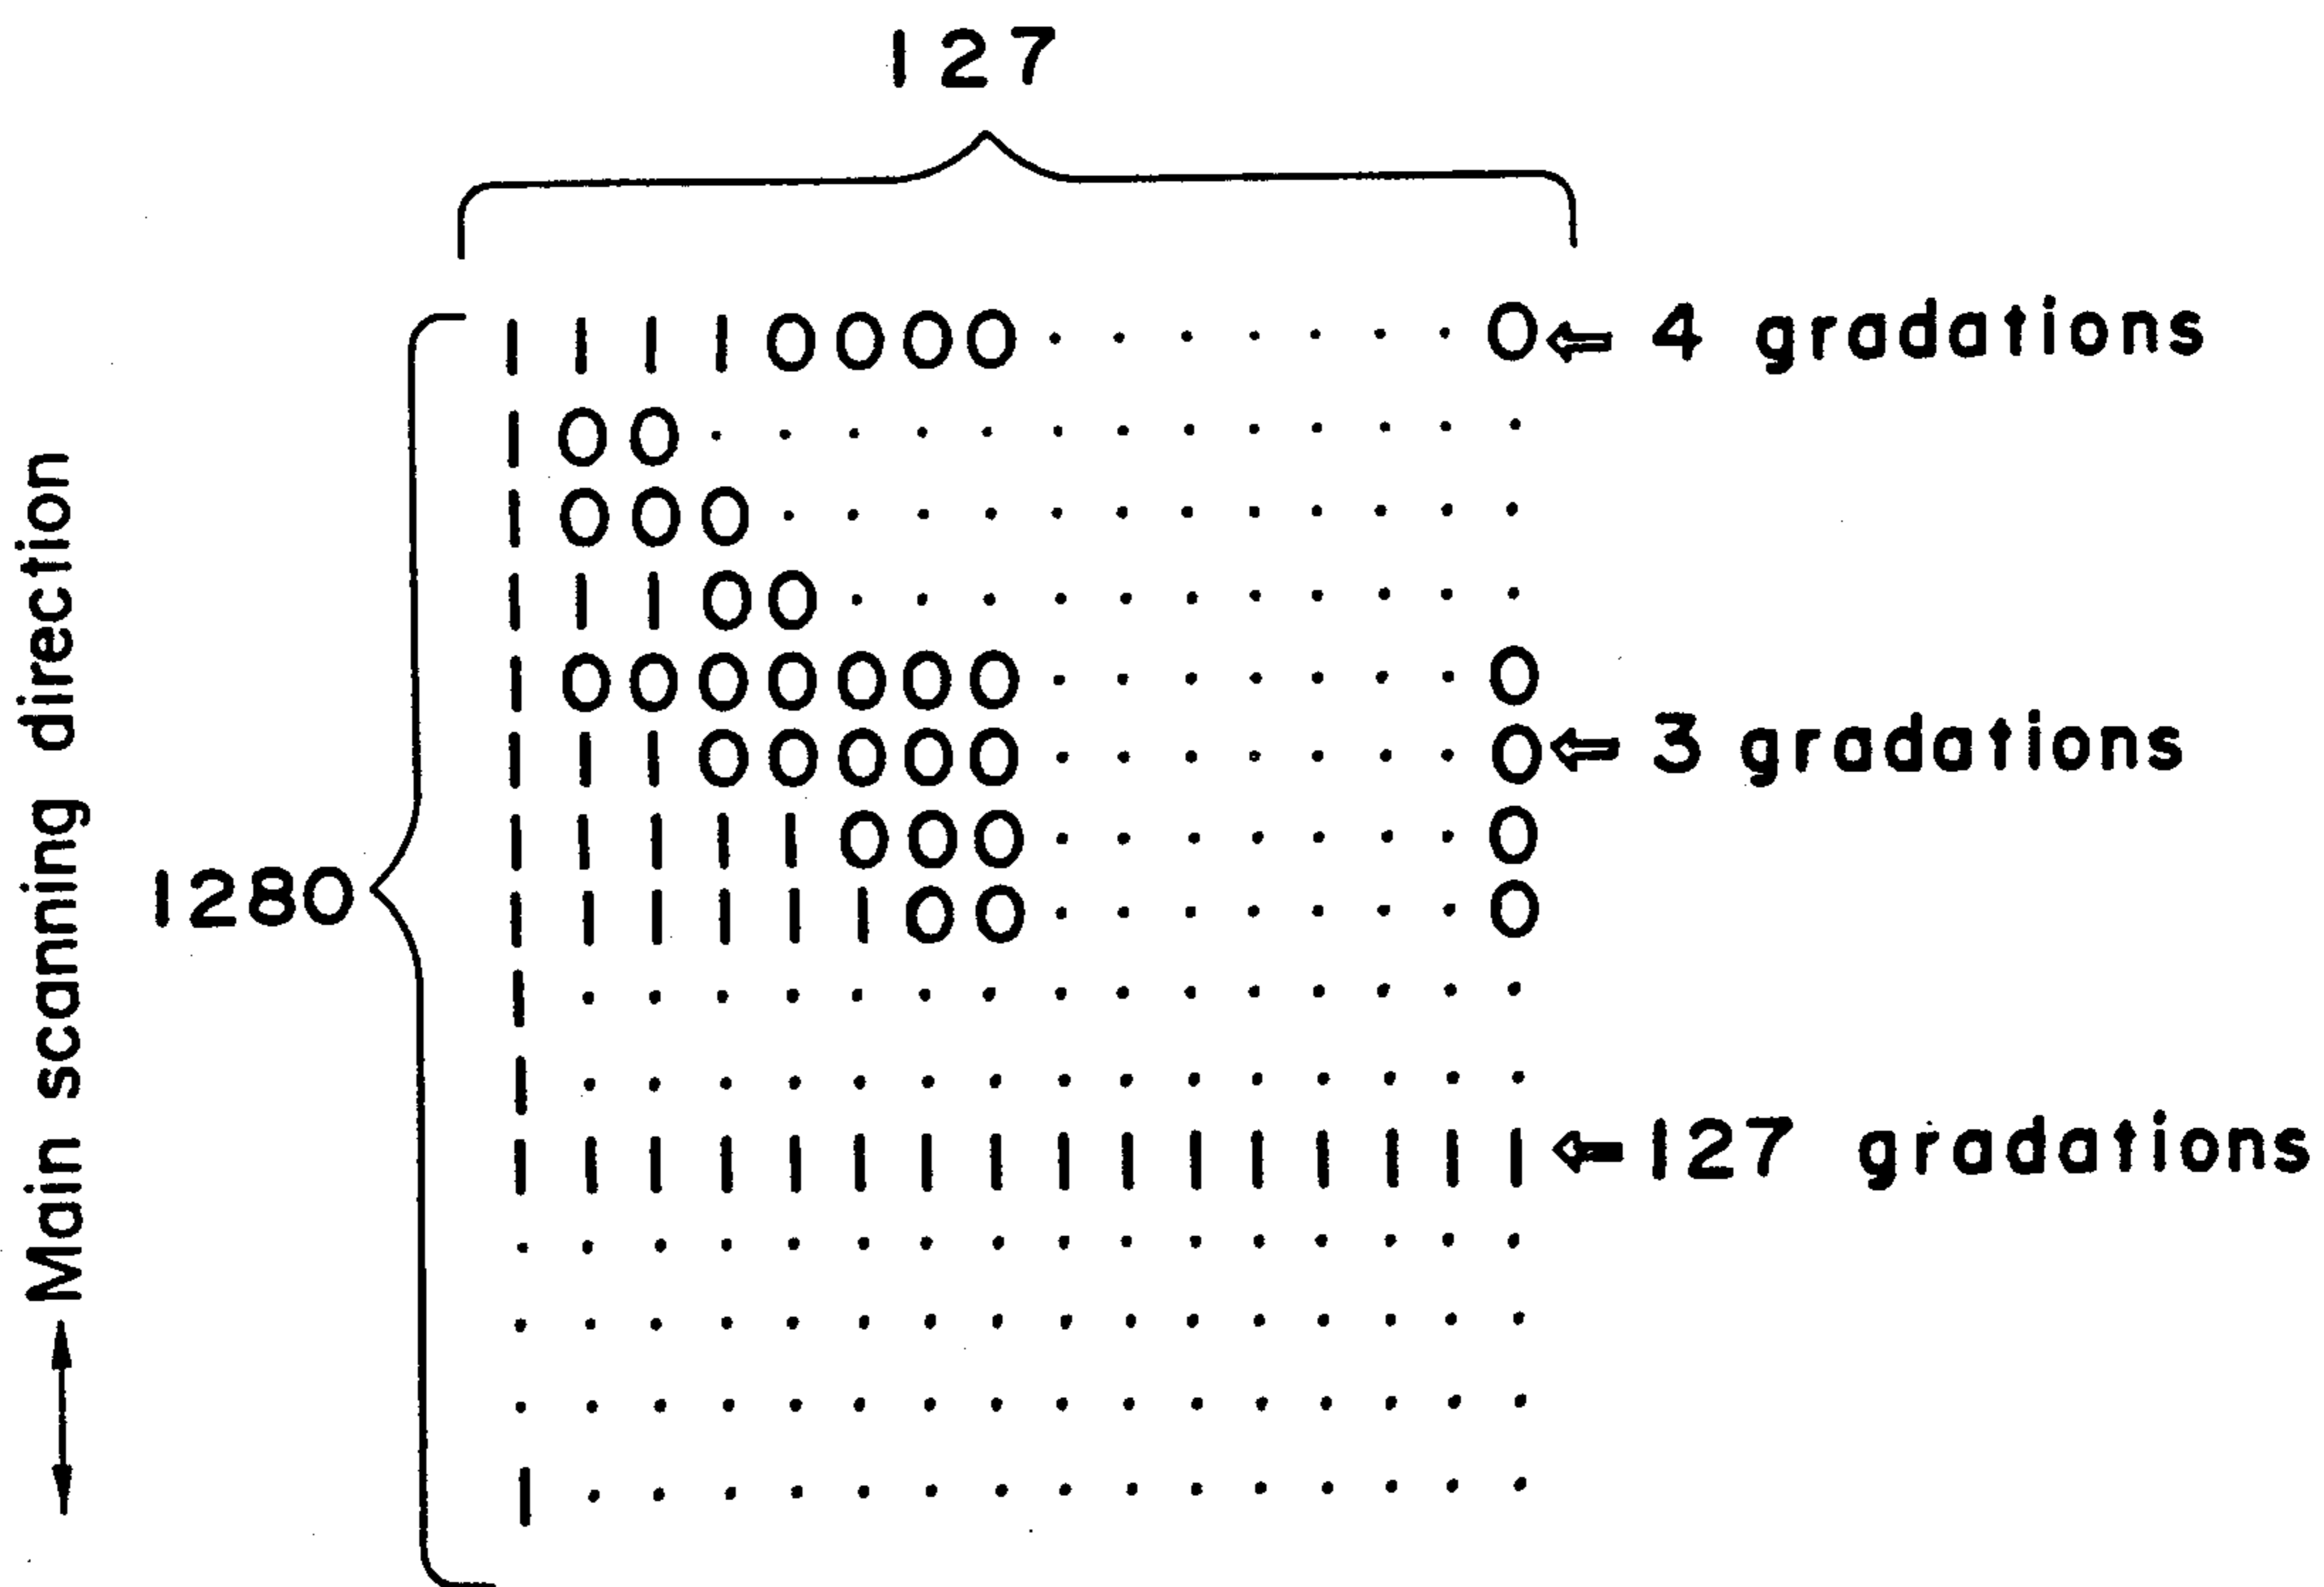 127
1 1 1 1 0 0 0 0 . . . . . . . 0 ⇐ 4 gradations
1 0 0 . . . . . . . . . . . . .
1 0 0 0 . . . . . . . . . . . .
1 1 1 0 0 . . . . . . . . . . .
1 0 0 0 0 0 0 0 . . . . . . . 0
1 1 1 0 0 0 0 0 . . . . . . . 0 ⇐ 3 gradations
1 1 1 1 1 0 0 0 . . . . . . . 0
1280
1 1 1 1 1 1 0 0 . . . . . . . 0
1 . . . . . . . . . . . . . . .
1 . . . . . . . . . . . . . . .
1 1 1 1 1 1 1 1 1 1 1 1 1 1 1 1 ⇐ 127 gradations
. . . . . . . . . . . . . . . .
. . . . . . . . . . . . . . . .
. . . . . . . . . . . . . . . .
1 . . . . . . . . . . . . . . .
Main scanning direction